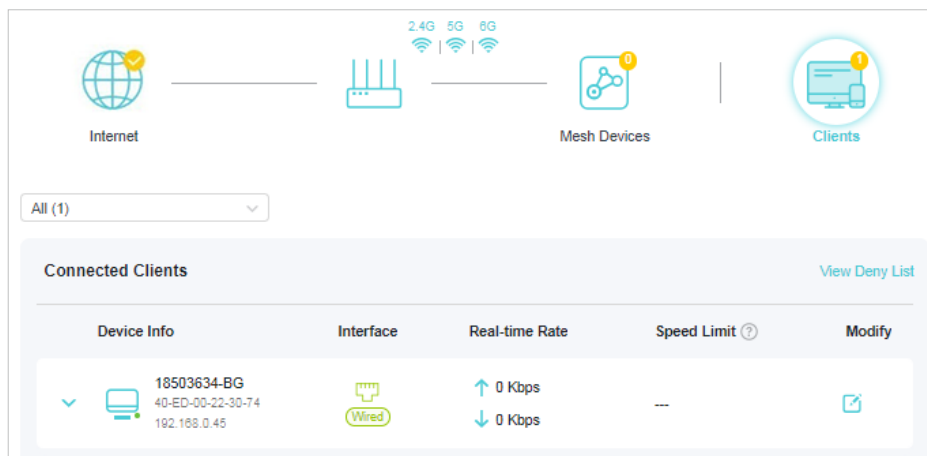 2.4G 5G 6G
0
1
Internet
Mesh Devices
Clients
All (1)
Connected Clients
View Deny List
Device Info
Interface
Real-time Rate
Speed Limit ?
Modify
18503634-BG
40-ED-00-22-30-74
192.168.0.45
Wired
0 Kbps
0 Kbps
---